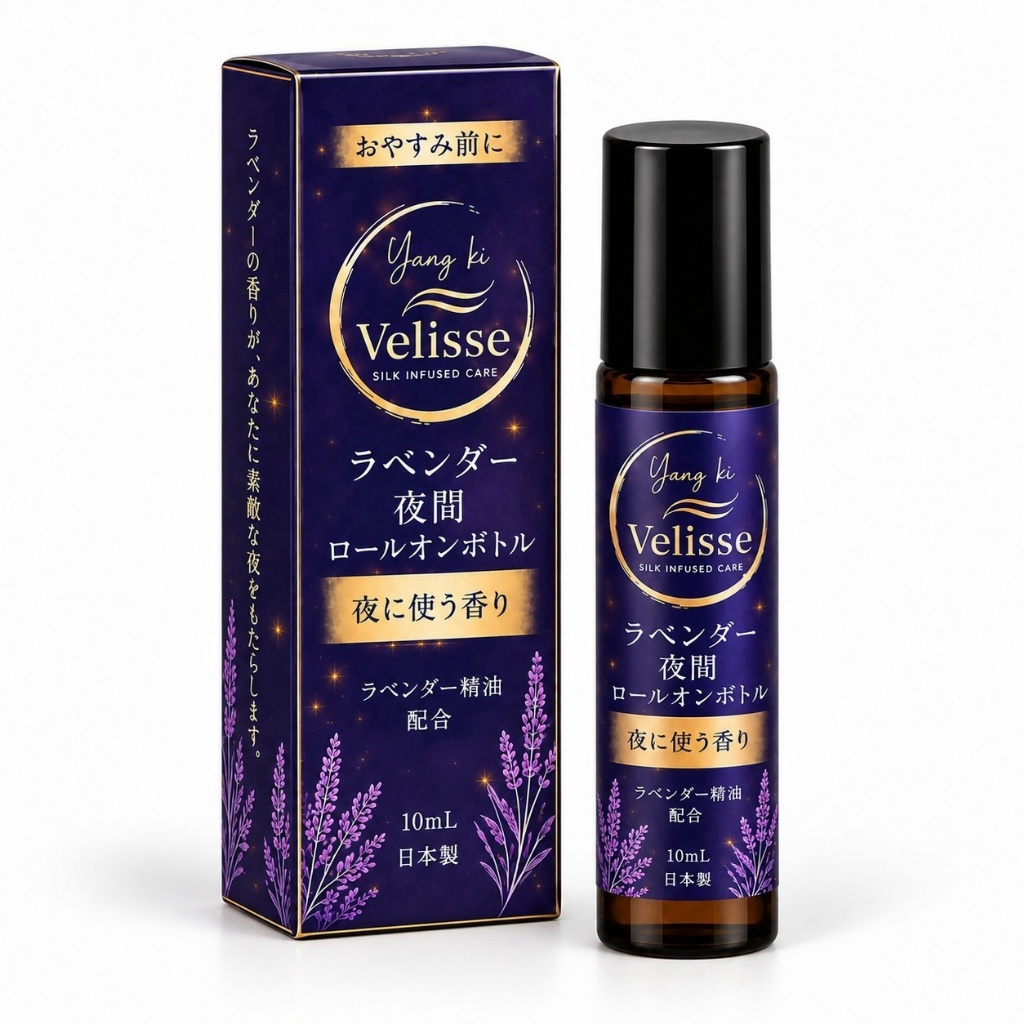 おやすみ前に
Yang ki
Velisse
SILK INFUSED CARE
ラベンダー
夜間
ロールオンボトル
夜に使う香り
ラベンダー精油
配合
10mL
日本製
ラベンダーの香りが、あなたに素敵な夜をもたらします。
Yang ki
Velisse
SILK INFUSED CARE
ラベンダー
夜間
ロールオンボトル
夜に使う香り
ラベンダー精油
配合
10mL
日本製